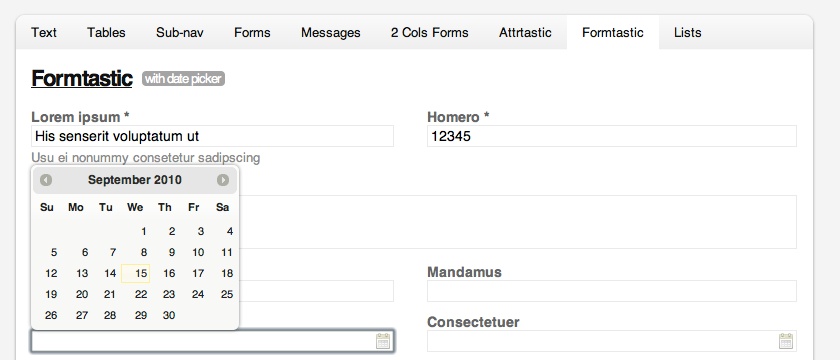 Text Tables Sub-nav Forms Messages 2 Cols Forms Attrtastic Formtastic Lists
Formtastic with date picker
Lorem ipsum * Homero *
His senserit voluptatum ut 12345
Usu ei nonummy consetetur sadipscing
September 2010
Su Mo Tu We Th Fr Sa
1 2 3 4
5 6 7 8 9 10 11
12 13 14 15 16 17 18
19 20 21 22 23 24 25
26 27 28 29 30
Mandamus
Consectetuer